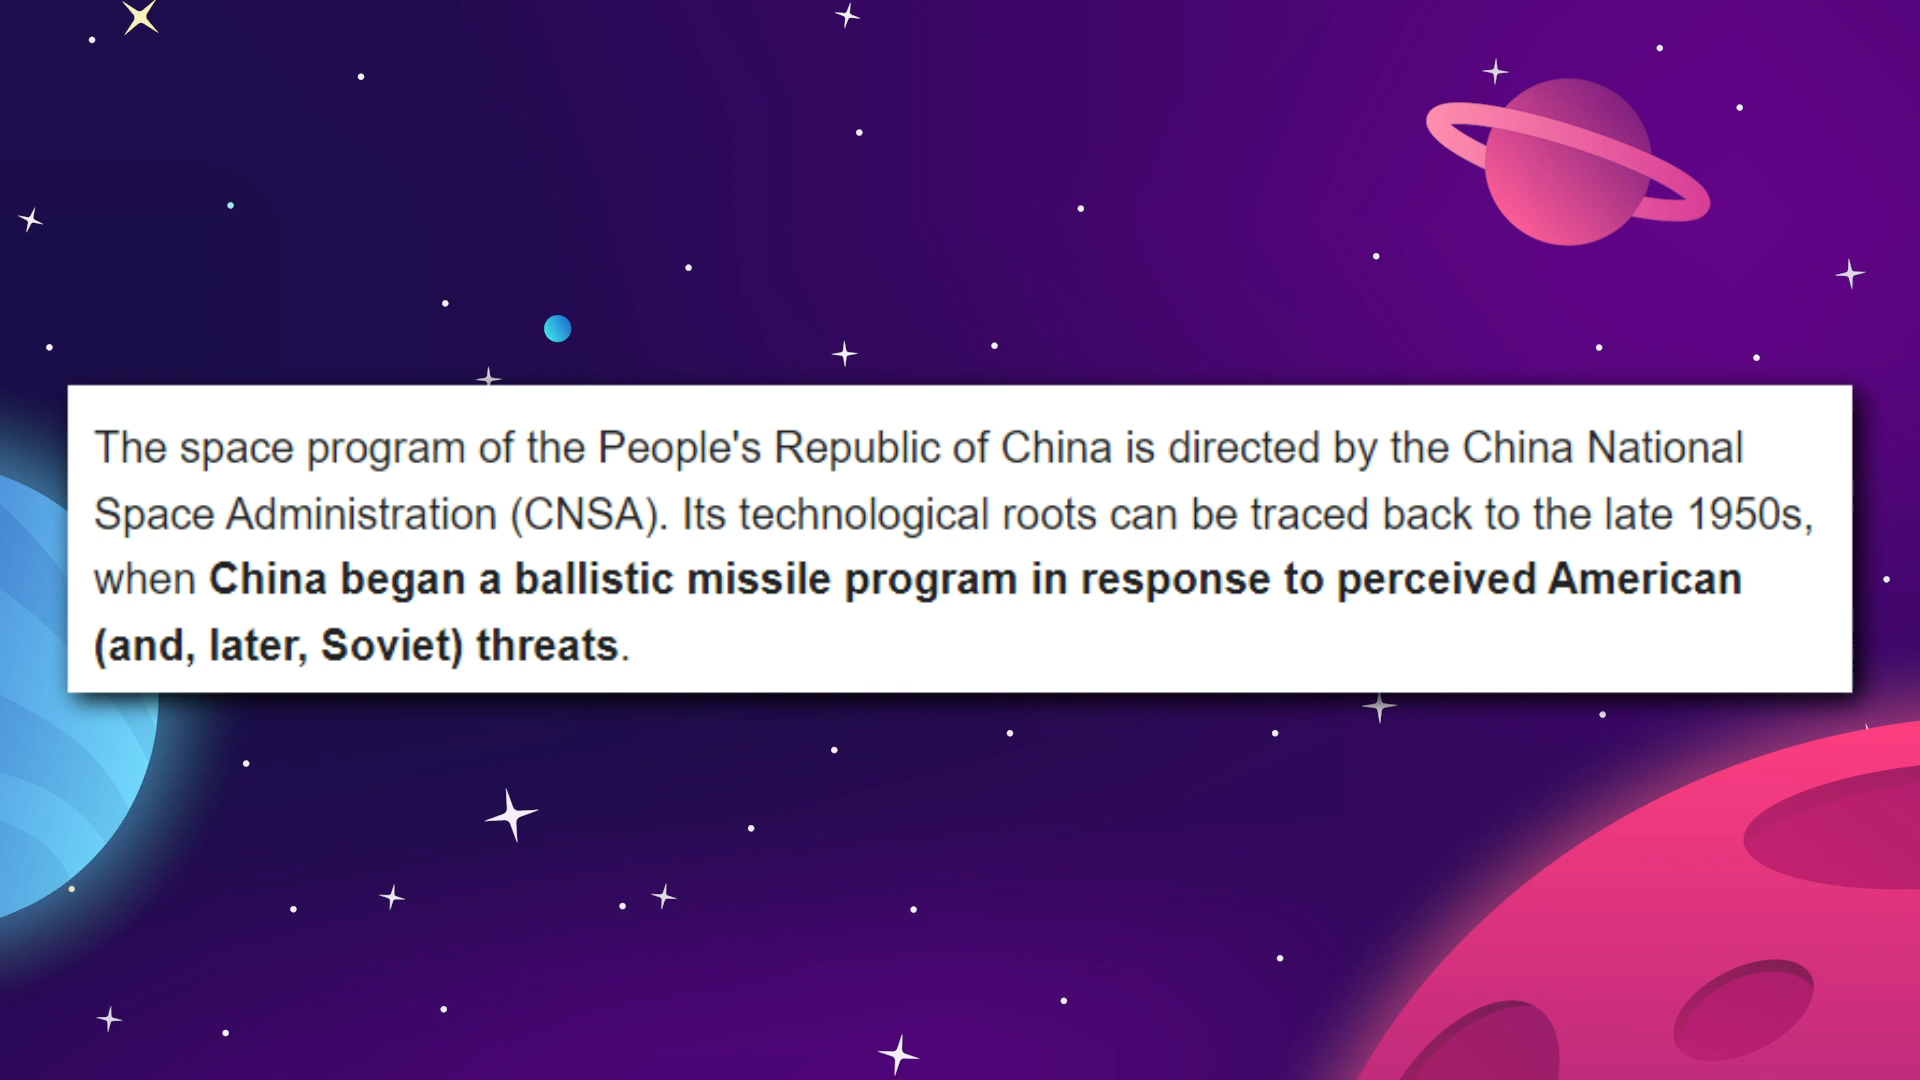 The space program of the People's Republic of China is directed by the China National
Space Administration (CNSA). Its technological roots can be traced back to the late 1950s,
when China began a ballistic missile program in response to perceived American
(and, later, Soviet) threats.